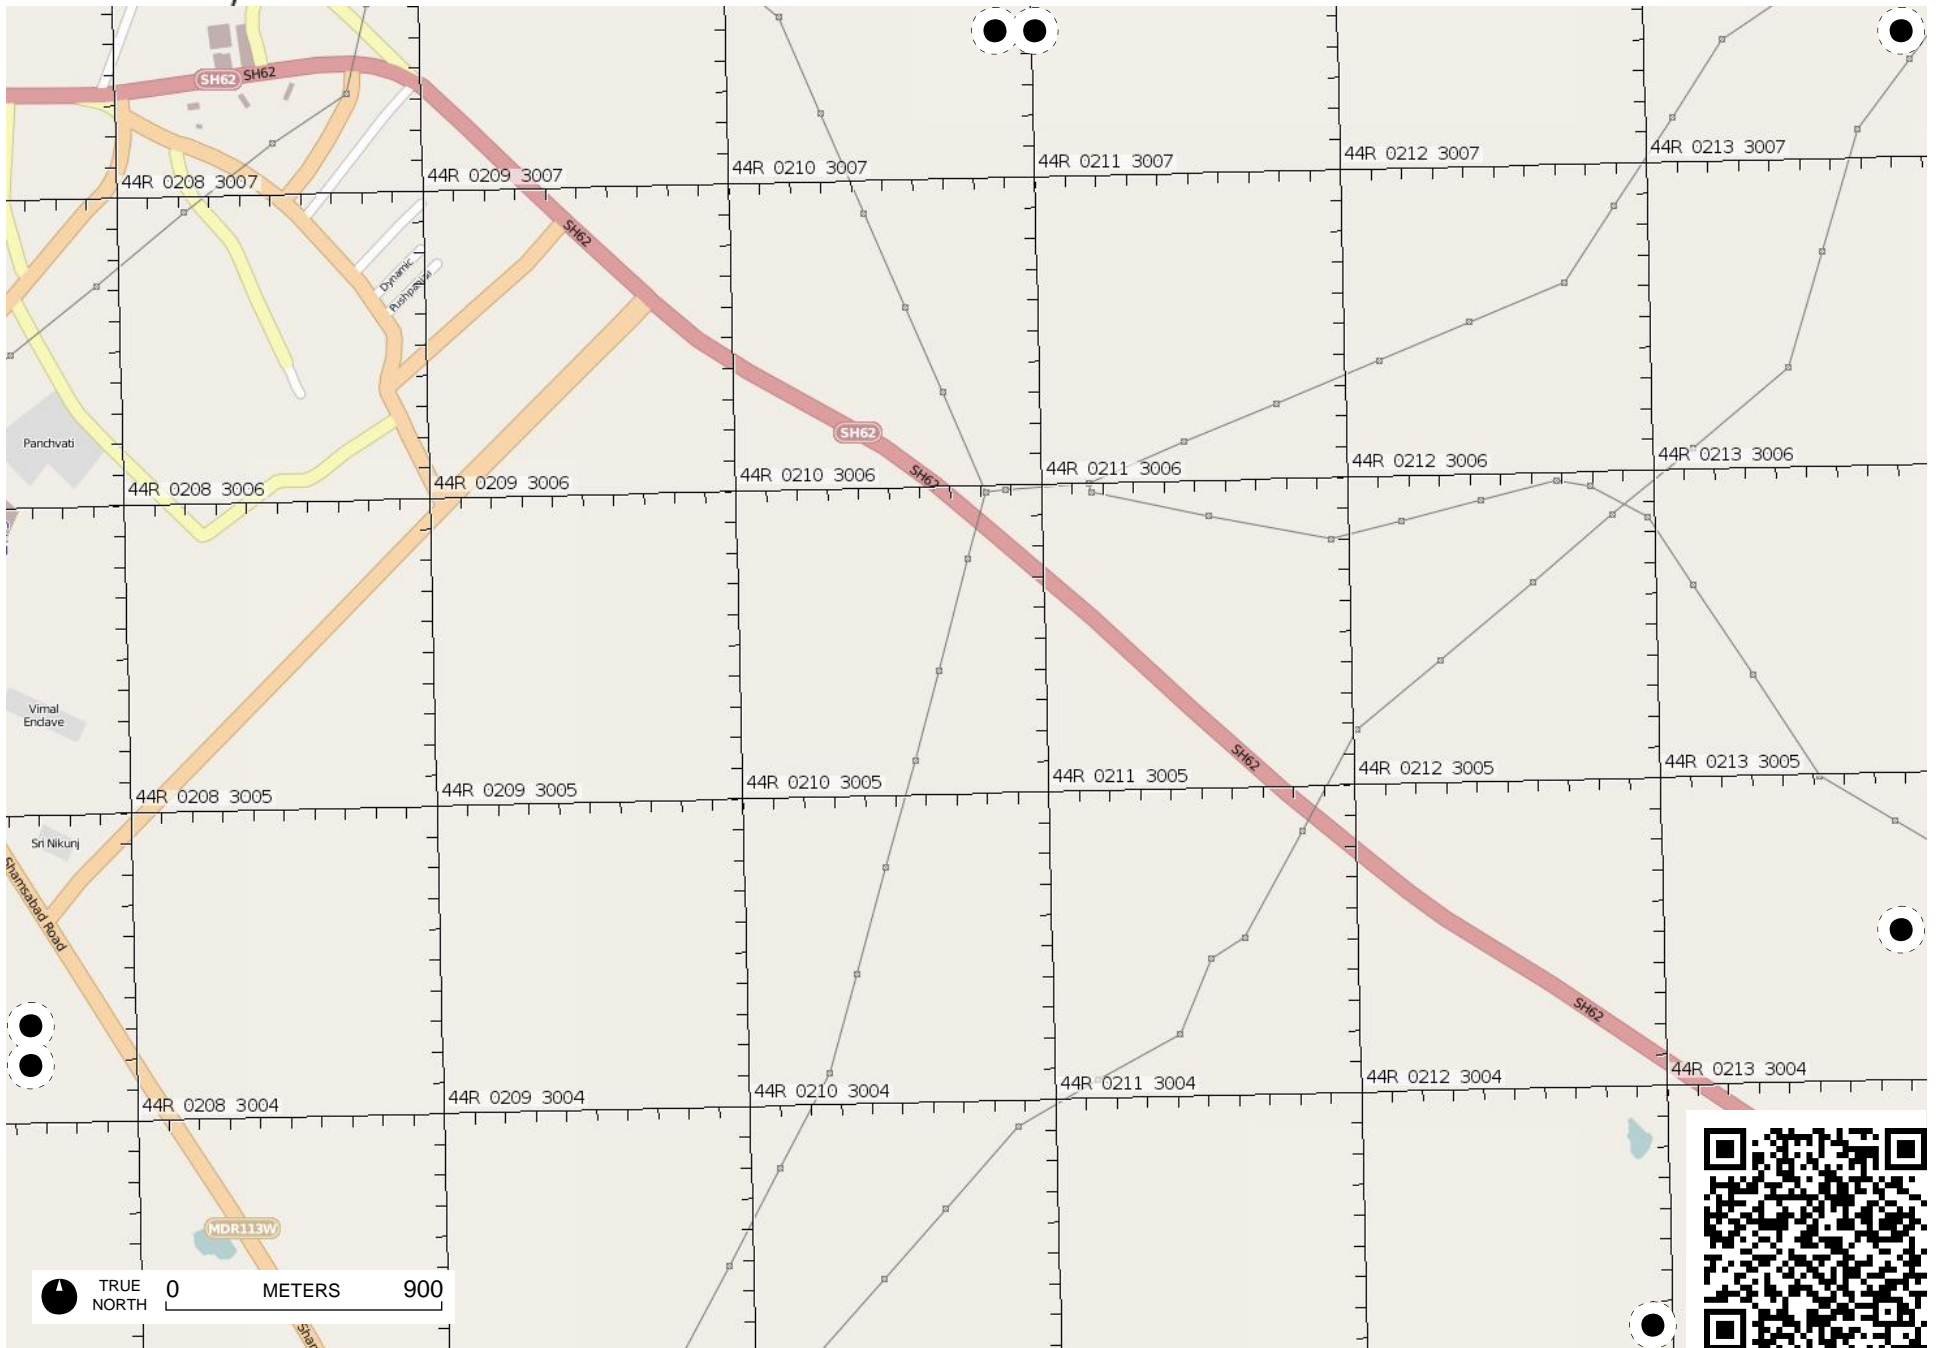 SH62
SH62
44R 0208 3007
44R 0209 3007
44R 0210 3007
44R 0211 3007
44R 0212 3007
44R 0213 3007
SH62
Dynamic
Panchvati
SH62
SH62
44R 0208 3006
44R 0209 3006
44R 0210 3006
44R 0211 3006
44R 0212 3006
44R 0213 3006
Vimal
Enclave
SH62
44R 0208 3005
44R 0209 3005
44R 0210 3005
44R 0211 3005
44R 0212 3005
44R 0213 3005
Sri Nikunj
Shamsabad Road
SH62
44R 0208 3004
44R 0209 3004
44R 0210 3004
44R 0211 3004
44R 0212 3004
44R 0213 3004
MDR113W
TRUE
NORTH
0 METERS 900